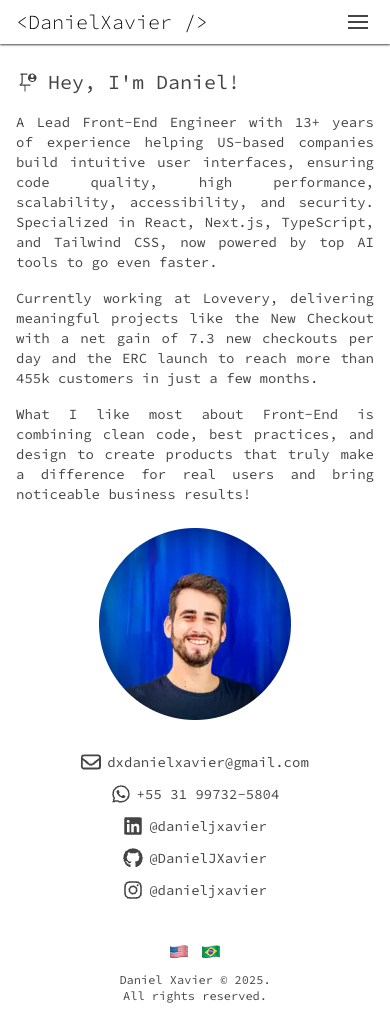 <DanielXavier />
Hey, I'm Daniel!
A Lead Front-End Engineer with 13+ years
of experience helping US-based companies
build intuitive user interfaces, ensuring
code quality, high performance,
scalability, accessibility, and security.
Specialized in React, Next.js, TypeScript,
and Tailwind CSS, now powered by top AI
tools to go even faster.
Currently working at Lovevery, delivering
meaningful projects like the New Checkout
with a net gain of 7.3 new checkouts per
day and the ERC launch to reach more than
455k customers in just a few months.
What I like most about Front-End is
combining clean code, best practices, and
design to create products that truly make
a difference for real users and bring
noticeable business results!
dxdanielxavier@gmail.com
+55 31 99732-5804
@danieljxavier
@DanielJXavier
@danieljxavier
Daniel Xavier © 2025.
All rights reserved.